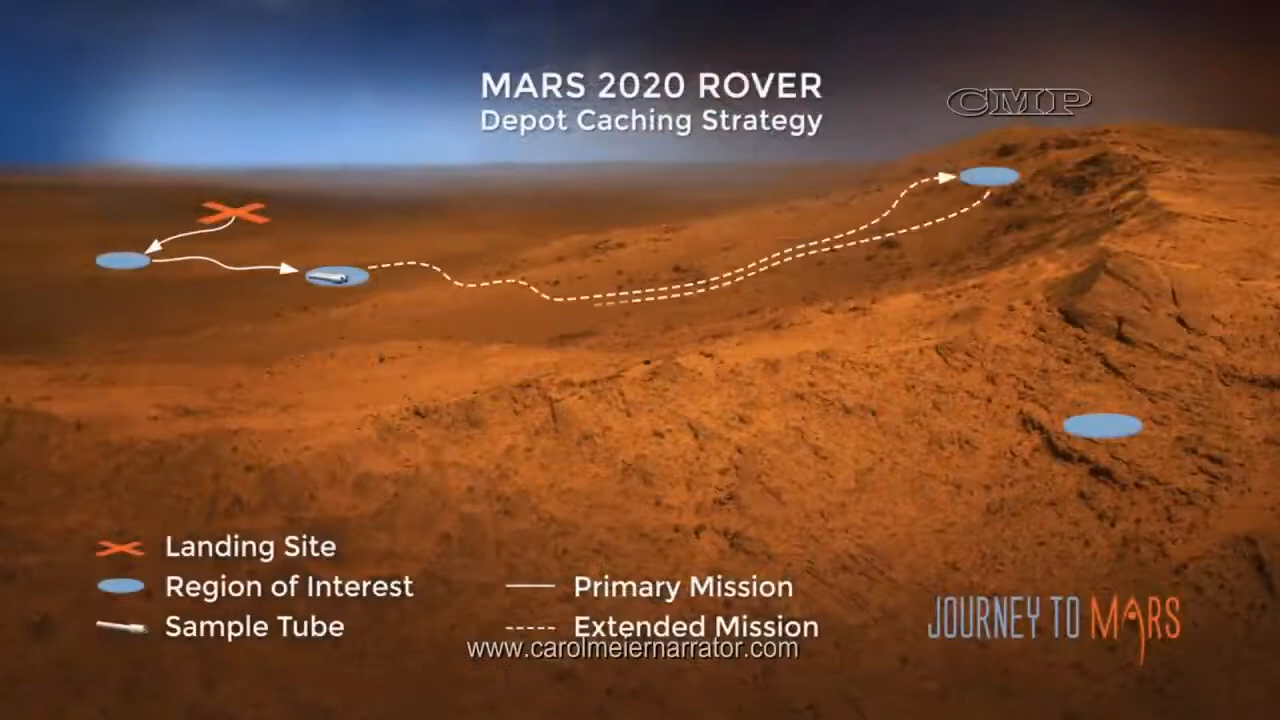 MARS 2020 ROVER
Depot Caching Strategy
CMP
Landing Site
Region of Interest
Sample Tube
Primary Mission
Extended Mission
www.carolmeiernarrator.com
JOURNEY TO MARS